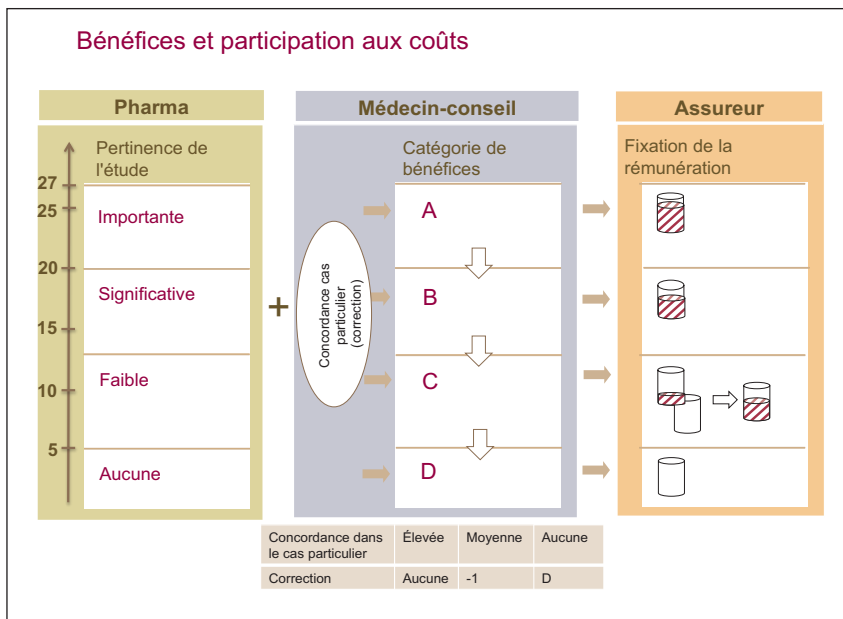 Bénéfices et participation aux coûts
Pharma
Médecin-conseil
Assureur
Pertinence de
l'étude
27
25
20
15
10
5
Importante
Significative
Faible
Aucune
+
Concordance cas
particulier
(correction)
Catégorie de
bénéfices
A
B
C
D
Fixation de la
rémunération
Concordance dans
le cas particulier
Élevée
Moyenne
Aucune
Correction
Aucune
-1
D